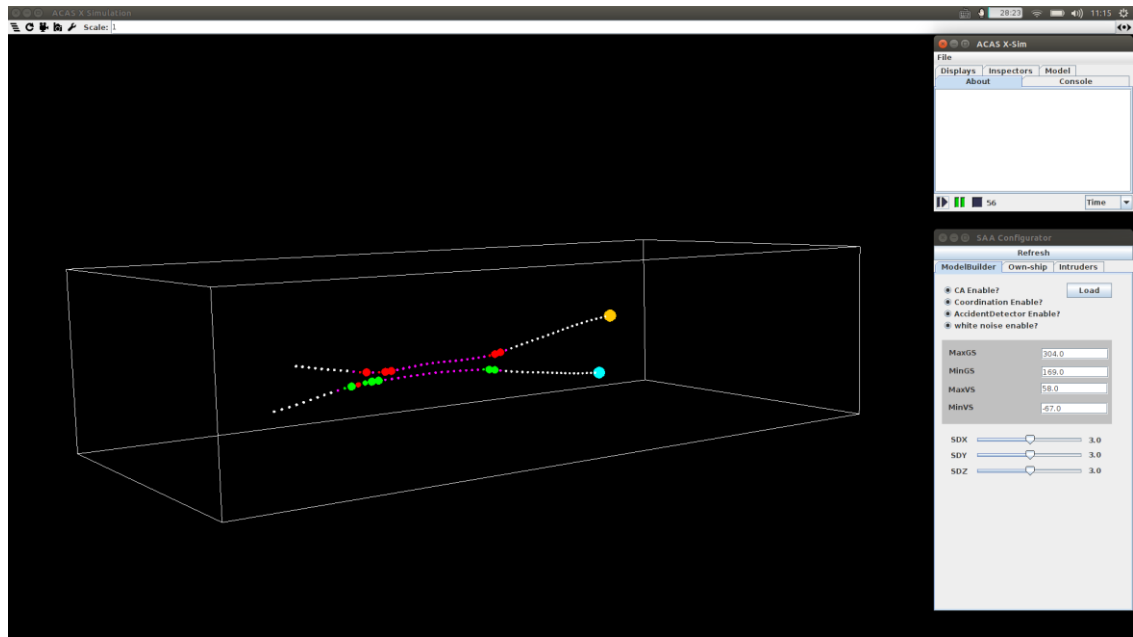 ACAS X Simulation
28:23
11:15
Scale: 1
ACAS X-Sim
File
Displays Inspectors Model
About Console
56 Time
SAA Configurator
Refresh
ModelBuilder Own-ship Intruders
CA Enable? Load
Coordination Enable?
AccidentDetector Enable?
white noise enable?
MaxGS 304.0
MinGS 169.0
MaxVS 58.0
MinVS -67.0
SDX 3.0
SDY 3.0
SDZ 3.0